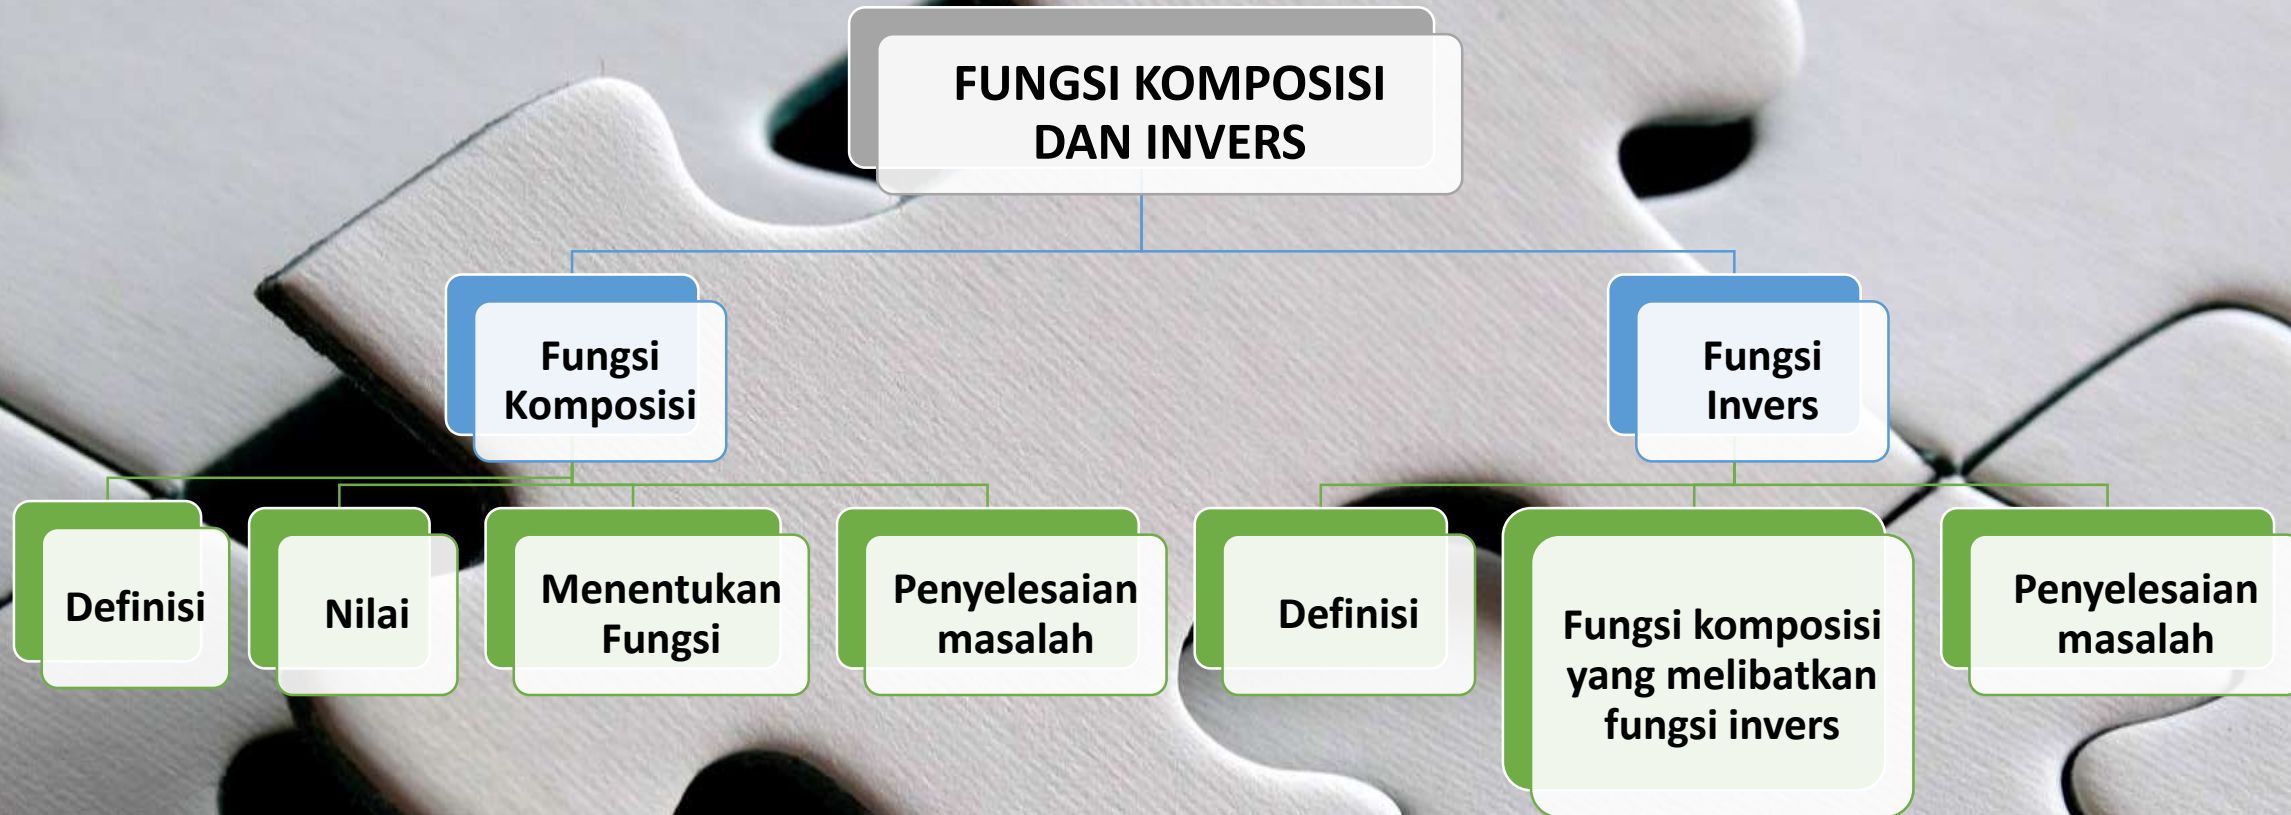 FUNGSI KOMPOSISI
DAN INVERS
Fungsi
Komposisi
Fungsi
Invers
Definisi
Nilai
Menentukan
Fungsi
Penyelesaian
masalah
Definisi
Fungsi komposisi
yang melibatkan
fungsi invers
Penyelesaian
masalah